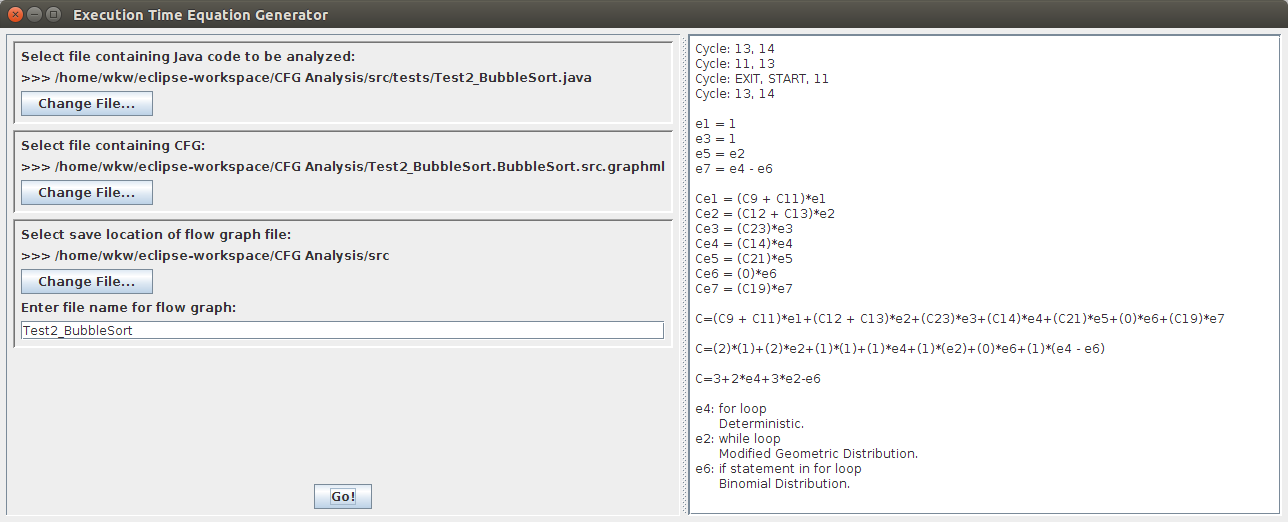 Execution Time Equation Generator
Select file containing Java code to be analyzed:
>>> /home/wkw/eclipse-workspace/CFG Analysis/src/tests/Test2_BubbleSort.java
Change File...
Select file containing CFG:
>>> /home/wkw/eclipse-workspace/CFG Analysis/Test2_BubbleSort.BubbleSort.src.graphml
Change File...
Select save location of flow graph file:
>>> /home/wkw/eclipse-workspace/CFG Analysis/src
Change File...
Enter file name for flow graph:
Test2_BubbleSort
Go!
Cycle: 13, 14
Cycle: 11, 13
Cycle: EXIT, START, 11
Cycle: 13, 14
e1 = 1
e3 = 1
e5 = e2
e7 = e4 - e6
Ce1 = (C9 + C11)*e1
Ce2 = (C12 + C13)*e2
Ce3 = (C23)*e3
Ce4 = (C14)*e4
Ce5 = (C21)*e5
Ce6 = (0)*e6
Ce7 = (C19)*e7
C=(C9 + C11)*e1+(C12 + C13)*e2+(C23)*e3+(C14)*e4+(C21)*e5+(0)*e6+(C19)*e7
C=(2)*(1)+(2)*e2+(1)*(1)+(1)*e4+(1)*(e2)+(0)*e6+(1)*(e4 - e6)
C=3+2*e4+3*e2-e6
e4: for loop
Deterministic.
e2: while loop
Modified Geometric Distribution.
e6: if statement in for loop
Binomial Distribution.